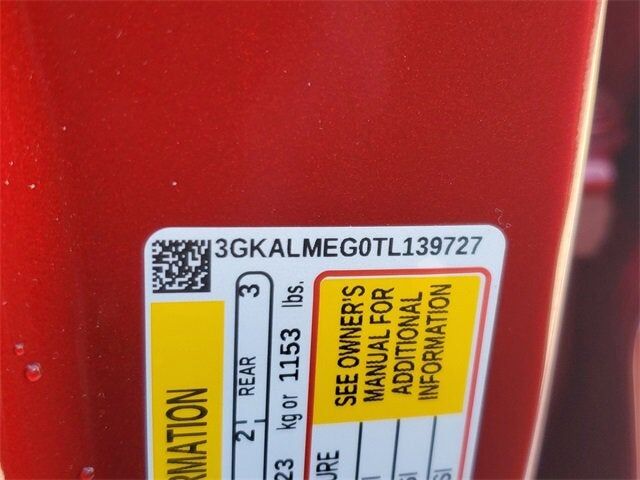 3GKALMEG0TL139727
RMATION
2 REAR 3
23 kg or 1153 lbs.
SEE OWNER'S
MANUAL FOR
ADDITIONAL
INFORMATION
URE